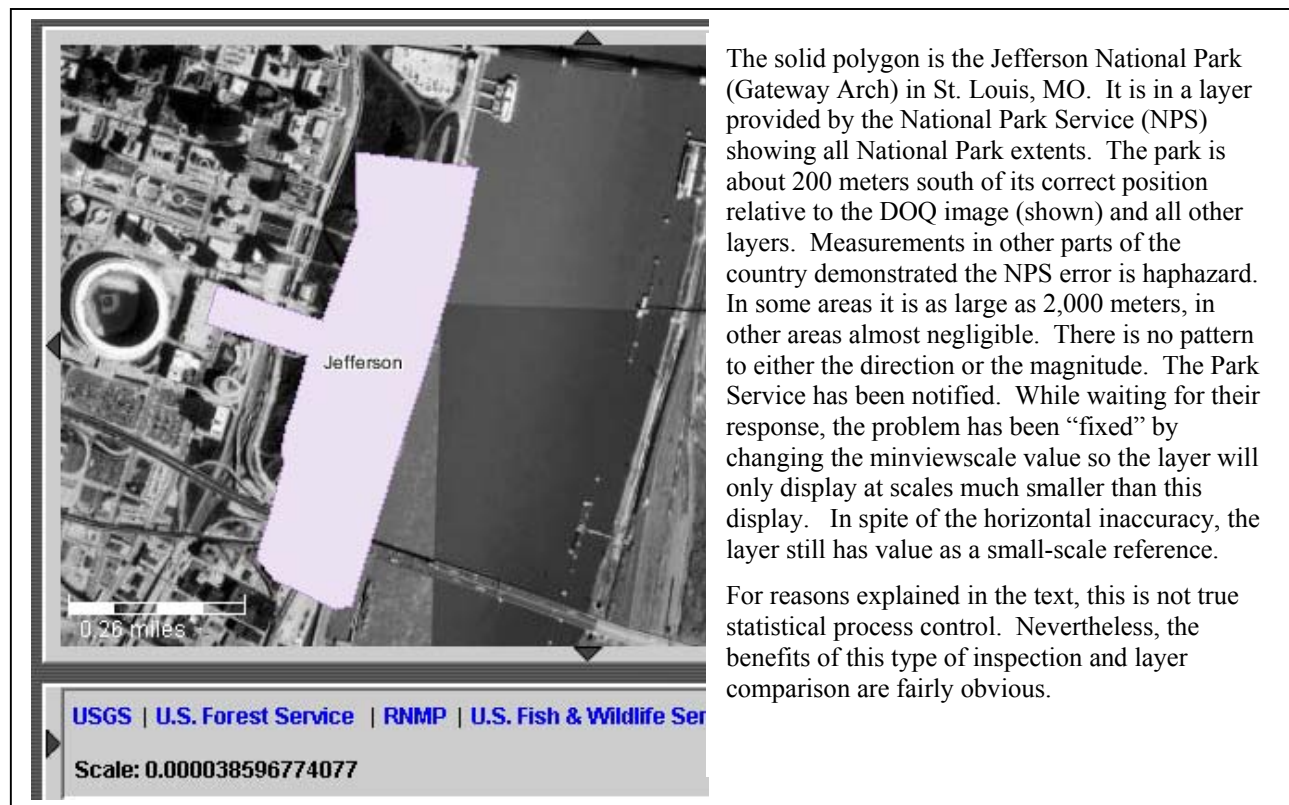 Jefferson
0.26 miles
USGS | U.S. Forest Service | RNMP | U.S. Fish & Wildlife Ser
Scale: 0.000038596774077
The solid polygon is the Jefferson National Park
(Gateway Arch) in St. Louis, MO. It is in a layer
provided by the National Park Service (NPS)
showing all National Park extents. The park is
about 200 meters south of its correct position
relative to the DOQ image (shown) and all other
layers. Measurements in other parts of the
country demonstrated the NPS error is haphazard.
In some areas it is as large as 2,000 meters, in
other areas almost negligible. There is no pattern
to either the direction or the magnitude. The Park
Service has been notified. While waiting for their
response, the problem has been “fixed” by
changing the minviewscale value so the layer will
only display at scales much smaller than this
display. In spite of the horizontal inaccuracy, the
layer still has value as a small-scale reference.
For reasons explained in the text, this is not true
statistical process control. Nevertheless, the
benefits of this type of inspection and layer
comparison are fairly obvious.